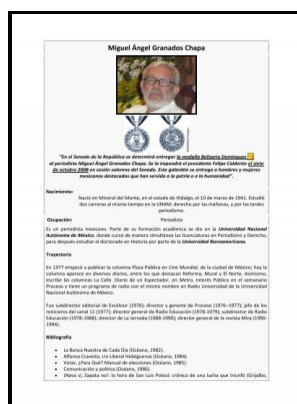 Miguel Ángel Granados Chapa
"En el Senado de la República se determinó entregar la medalla Belisario Domínguez
al periodista Miguel Ángel Granados Chapa. Se la impondrá el presidente Felipe Calderón el siete
de octubre 2008 en sesión solemne del Senado. Este galardón se entrega a hombres y mujeres
mexicanos destacados que han servido a la patria o a la humanidad".
Nacimiento:
Nació en Mineral del Monte, en el estado de Hidalgo, el 10 de marzo de 1941. Estudió
dos carreras al mismo tiempo en la UNAM: derecho por las mañanas, y por las tardes
periodismo.
Ocupación: Periodista
Es un periodista mexicano. Parte de su formación académica se dio en la Universidad Nacional
Autónoma de México, donde cursó de manera simultánea las licenciaturas en Periodismo y Derecho,
para después estudiar el doctorado en Historia por parte de la Universidad Iberoamericana.
Trayectoria
En 1977 empezó a publicar la columna Plaza Pública en Cine Mundial, de la ciudad de México; hoy la
columna aparece en diversos diarios, entre los que destacan Reforma, Mural y El Norte. Asimismo,
escribe las columnas La Calle. Diario de un Espectador, en Metro. Interés Público en el semanario
Proceso y tiene un programa de radio con el mismo nombre en Radio Universidad de la Universidad
Nacional Autónoma de México.
Fue subdirector editorial de Excélsior (1976); director y gerente de Proceso (1976–1977); jefe de los
noticieros del canal 11 (1977); director general de Radio Educación (1978-1979); subdirector de Radio
Educación (1978-1988); director de La Jornada (1988-1990); director general de la revista Mira (1990-
1994).
Bibliografía
• La Banca Nuestra de Cada Día (Océano, 1982).
• Alfonso Cravioto, Un Liberal Hidalguense (Océano, 1984).
• Votar, ¿Para Qué? Manual de elecciones (Océano, 1985).
• Comunicación y política (Océano, 1986).
• ¡Nava sí, Zapata no!: la hora de San Luis Potosí: crónica de una lucha que triunfó (Grijalbo,